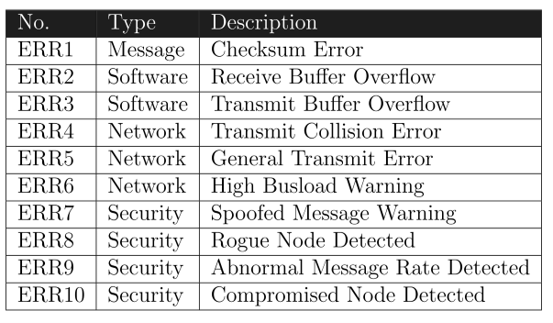 No. Type Description
ERR1 Message Checksum Error
ERR2 Software Receive Buffer Overflow
ERR3 Software Transmit Buffer Overflow
ERR4 Network Transmit Collision Error
ERR5 Network General Transmit Error
ERR6 Network High Busload Warning
ERR7 Security Spoofed Message Warning
ERR8 Security Rogue Node Detected
ERR9 Security Abnormal Message Rate Detected
ERR10 Security Compromised Node Detected